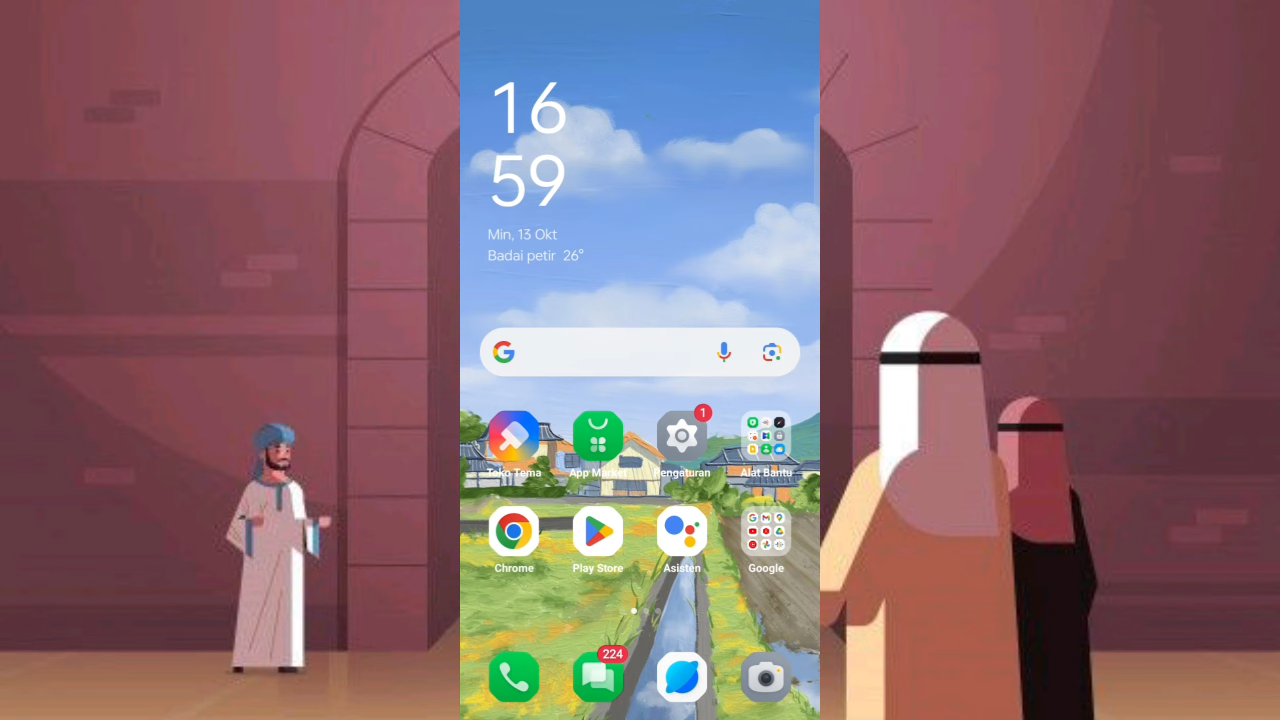 16
59
Min, 13 Okt
Badai petir 26°
1
Toko Tema
App Market
Pengaturan
Alat Bantu
Chrome
Play Store
Asisten
Google
224